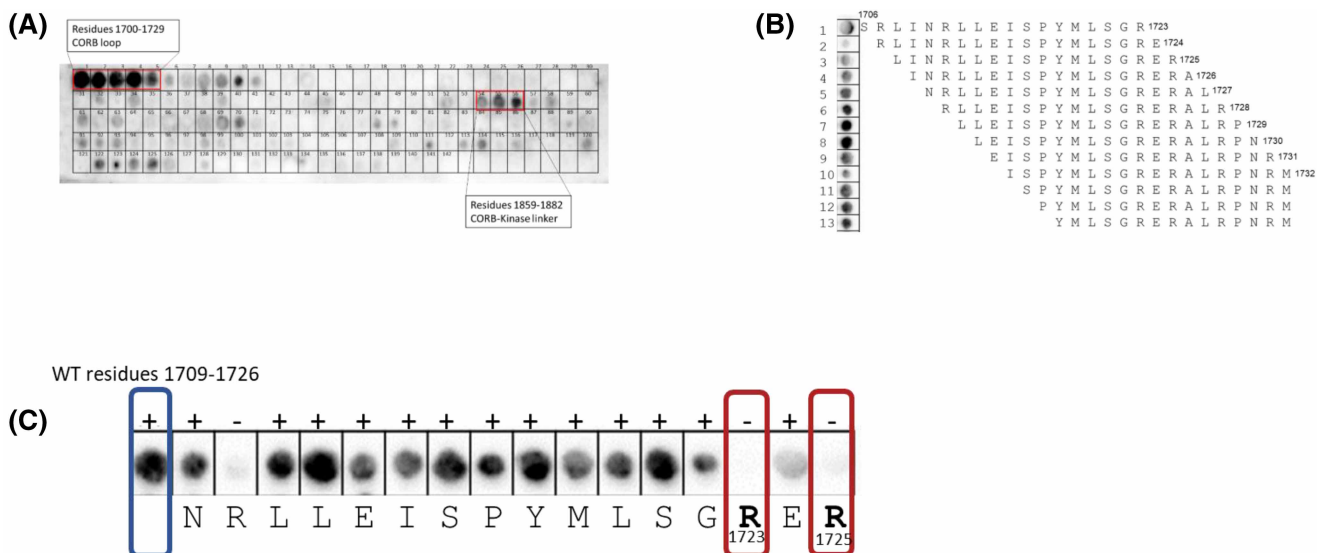 (A)
Residues 1700-1729
CORB loop
Residues 1859-1882
CORB-Kinase linker
(B)
1706
1 S R L I N R L L E I S P Y M L S G R 1723
2 R L I N R L L E I S P Y M L S G R E 1724
3 L I N R L L E I S P Y M L S G R E R 1725
4 I N R L L E I S P Y M L S G R E R A 1726
5 N R L L E I S P Y M L S G R E R A L 1727
6 R L L E I S P Y M L S G R E R A L R 1728
7 L L E I S P Y M L S G R E R A L R P 1729
8 L E I S P Y M L S G R E R A L R P N 1730
9 E I S P Y M L S G R E R A L R P N R 1731
10 I S P Y M L S G R E R A L R P N R M 1732
11 S P Y M L S G R E R A L R P N R M
12 P Y M L S G R E R A L R P N R M
13 Y M L S G R E R A L R P N R M
WT residues 1709-1726
(C)
+ + - + + + + + + + + + + + - + -
N R L L E I S P Y M L S G R E R
1723 1725